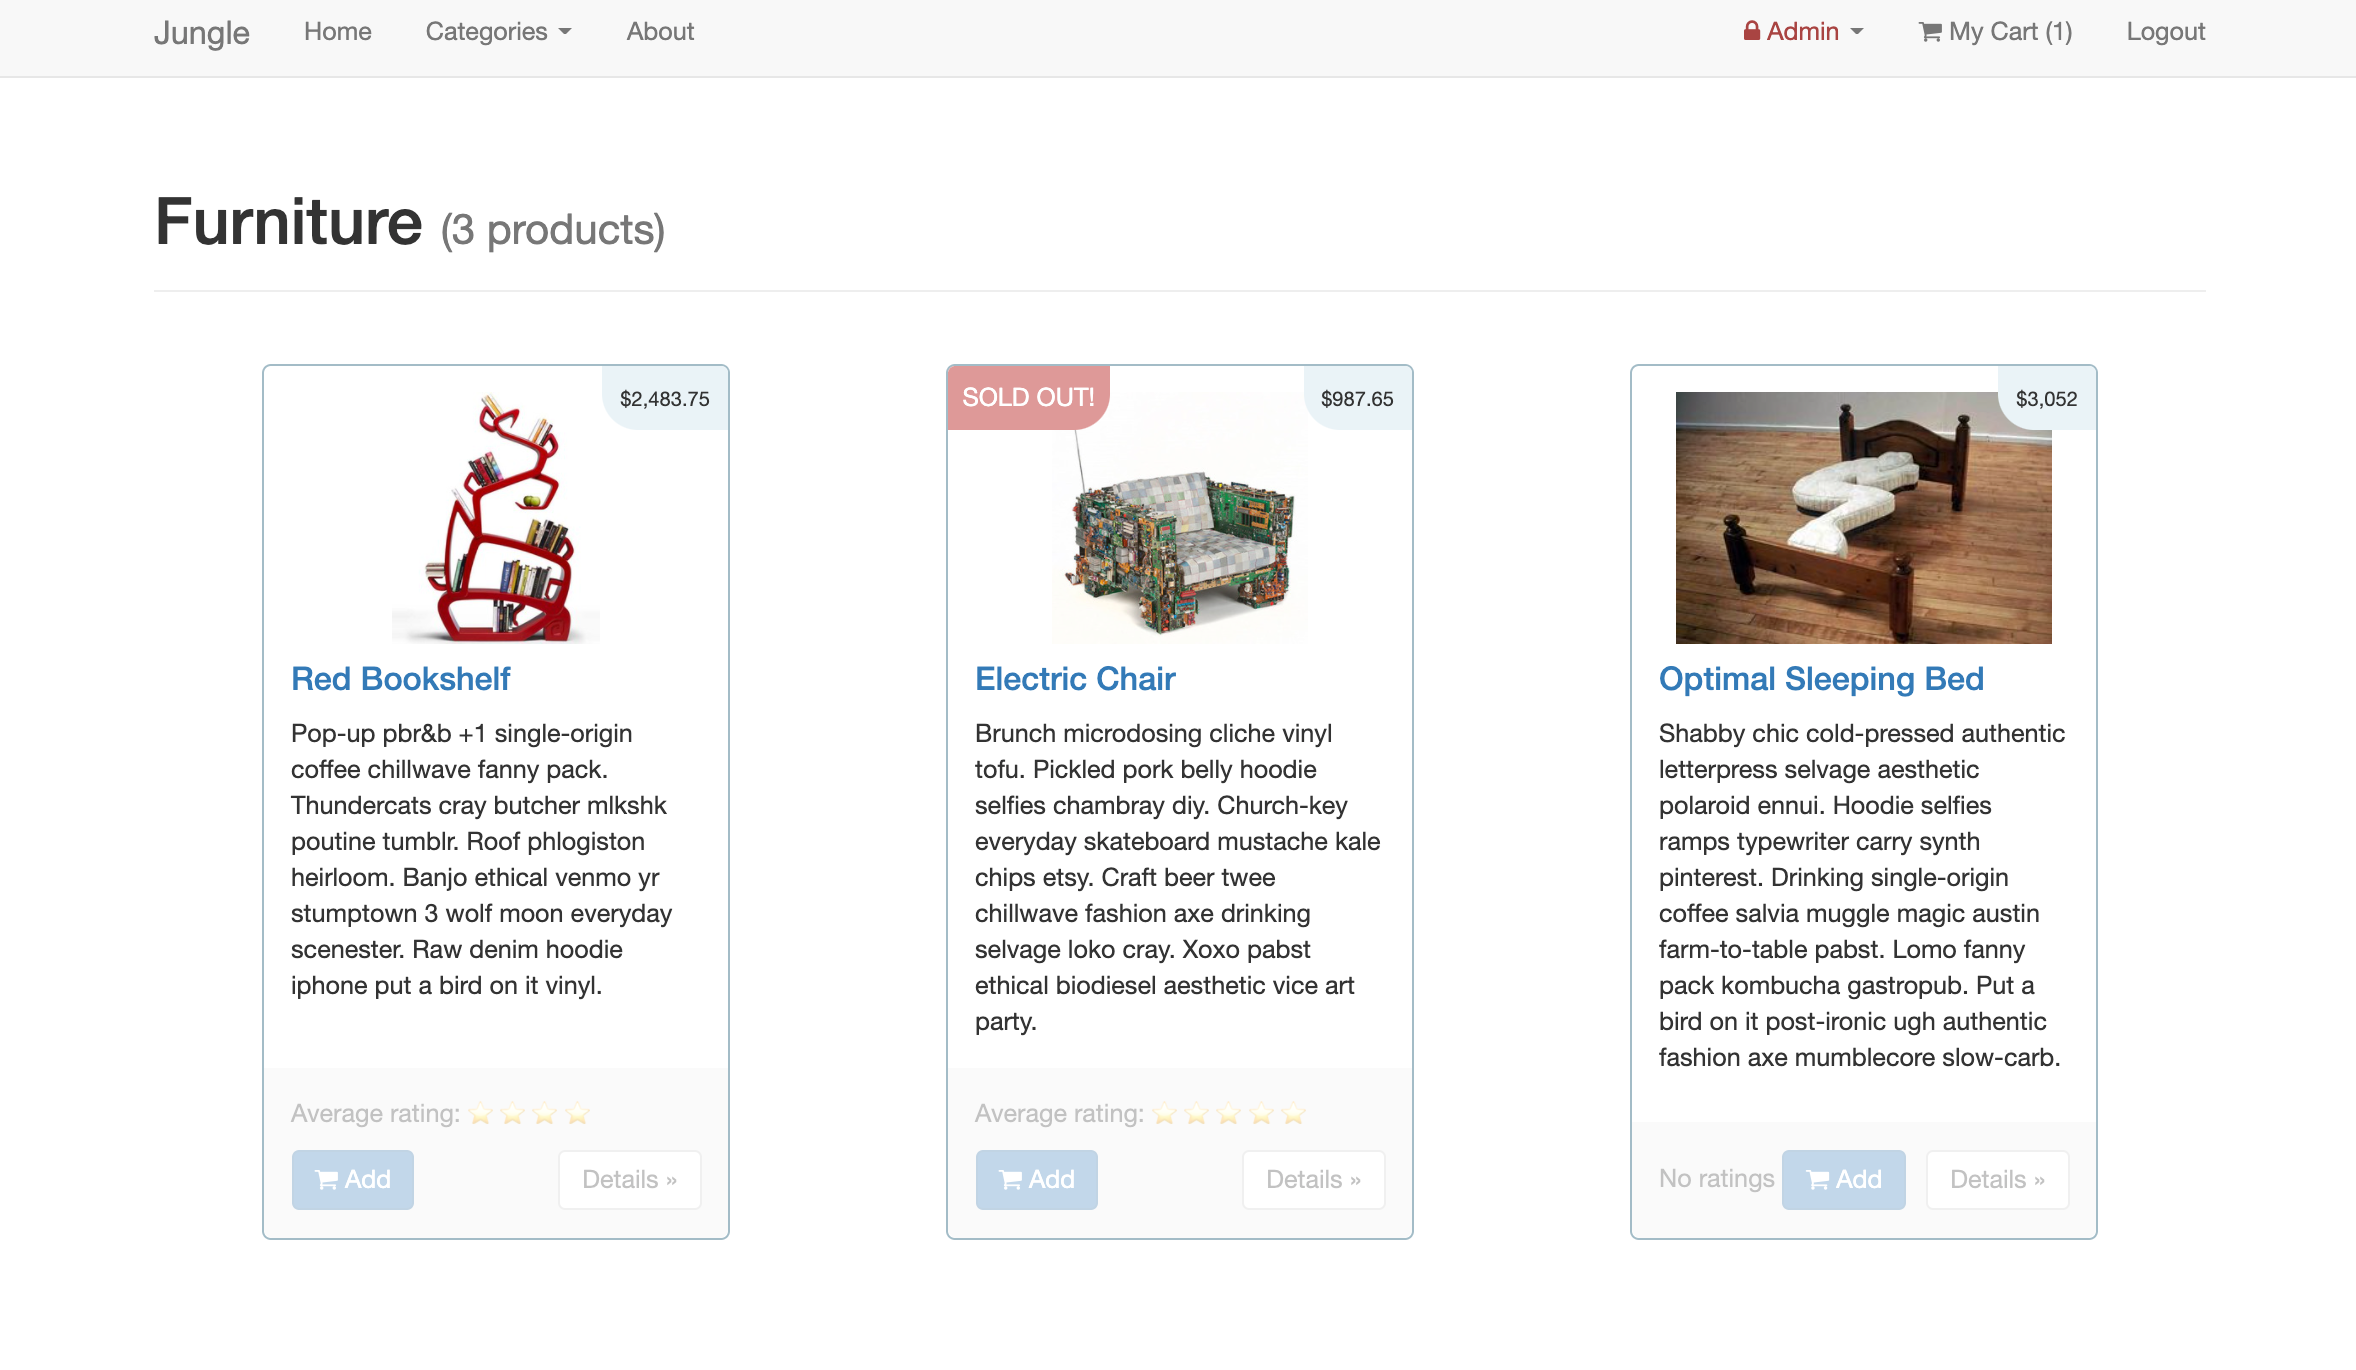 Jungle Home Categories About Admin My Cart (1) Logout
Furniture (3 products)
$2,483.75
Red Bookshelf
Pop-up pbr&b +1 single-origin
coffee chillwave fanny pack.
Thundercats cray butcher mlkshk
poutine tumblr. Roof phlogiston
heirloom. Banjo ethical venmo yr
stumptown 3 wolf moon everyday
scenester. Raw denim hoodie
iphone put a bird on it vinyl.
Average rating:
Add Details »
SOLD OUT! $987.65
Electric Chair
Brunch microdosing cliche vinyl
tofu. Pickled pork belly hoodie
selfies chambray diy. Church-key
everyday skateboard mustache kale
chips etsy. Craft beer twee
chillwave fashion axe drinking
selvage loko cray. Xoxo pabst
ethical biodiesel aesthetic vice art
party.
Average rating:
Add Details »
$3,052
Optimal Sleeping Bed
Shabby chic cold-pressed authentic
letterpress selvage aesthetic
polaroid ennui. Hoodie selfies
ramps typewriter carry synth
pinterest. Drinking single-origin
coffee salvia muggle magic austin
farm-to-table pabst. Lomo fanny
pack kombucha gastropub. Put a
bird on it post-ironic ugh authentic
fashion axe mumblecore slow-carb.
No ratings Add Details »